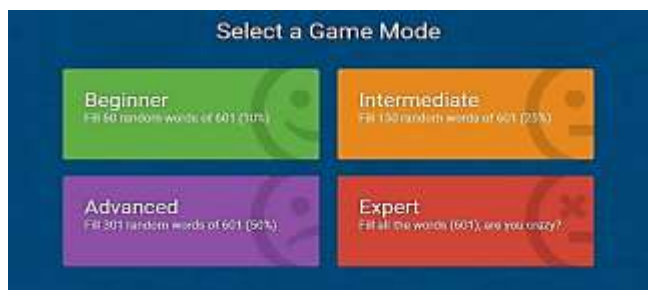 Select a Game Mode
Beginner
Fill 60 random words of 601 (10%)
Intermediate
Fill 150 random words of 601 (25%)
Advanced
Fill 301 random words of 601 (50%)
Expert
Fill all the words (601), are you crazy?